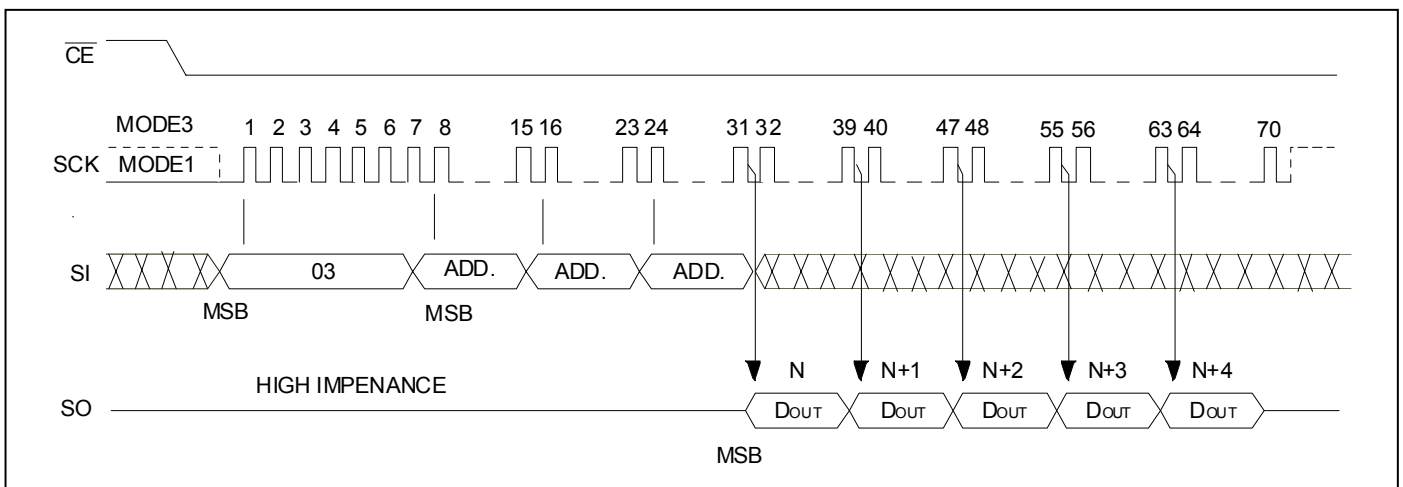 CE
MODE3
1 2 3 4 5 6 7 8 15 16 23 24 31 32 39 40 47 48 55 56 63 64 70
SCK MODE1
SI 03 ADD. ADD. ADD.
MSB MSB
N N+1 N+2 N+3 N+4
HIGH IMPENANCE
SO DOUT DOUT DOUT DOUT DOUT
MSB